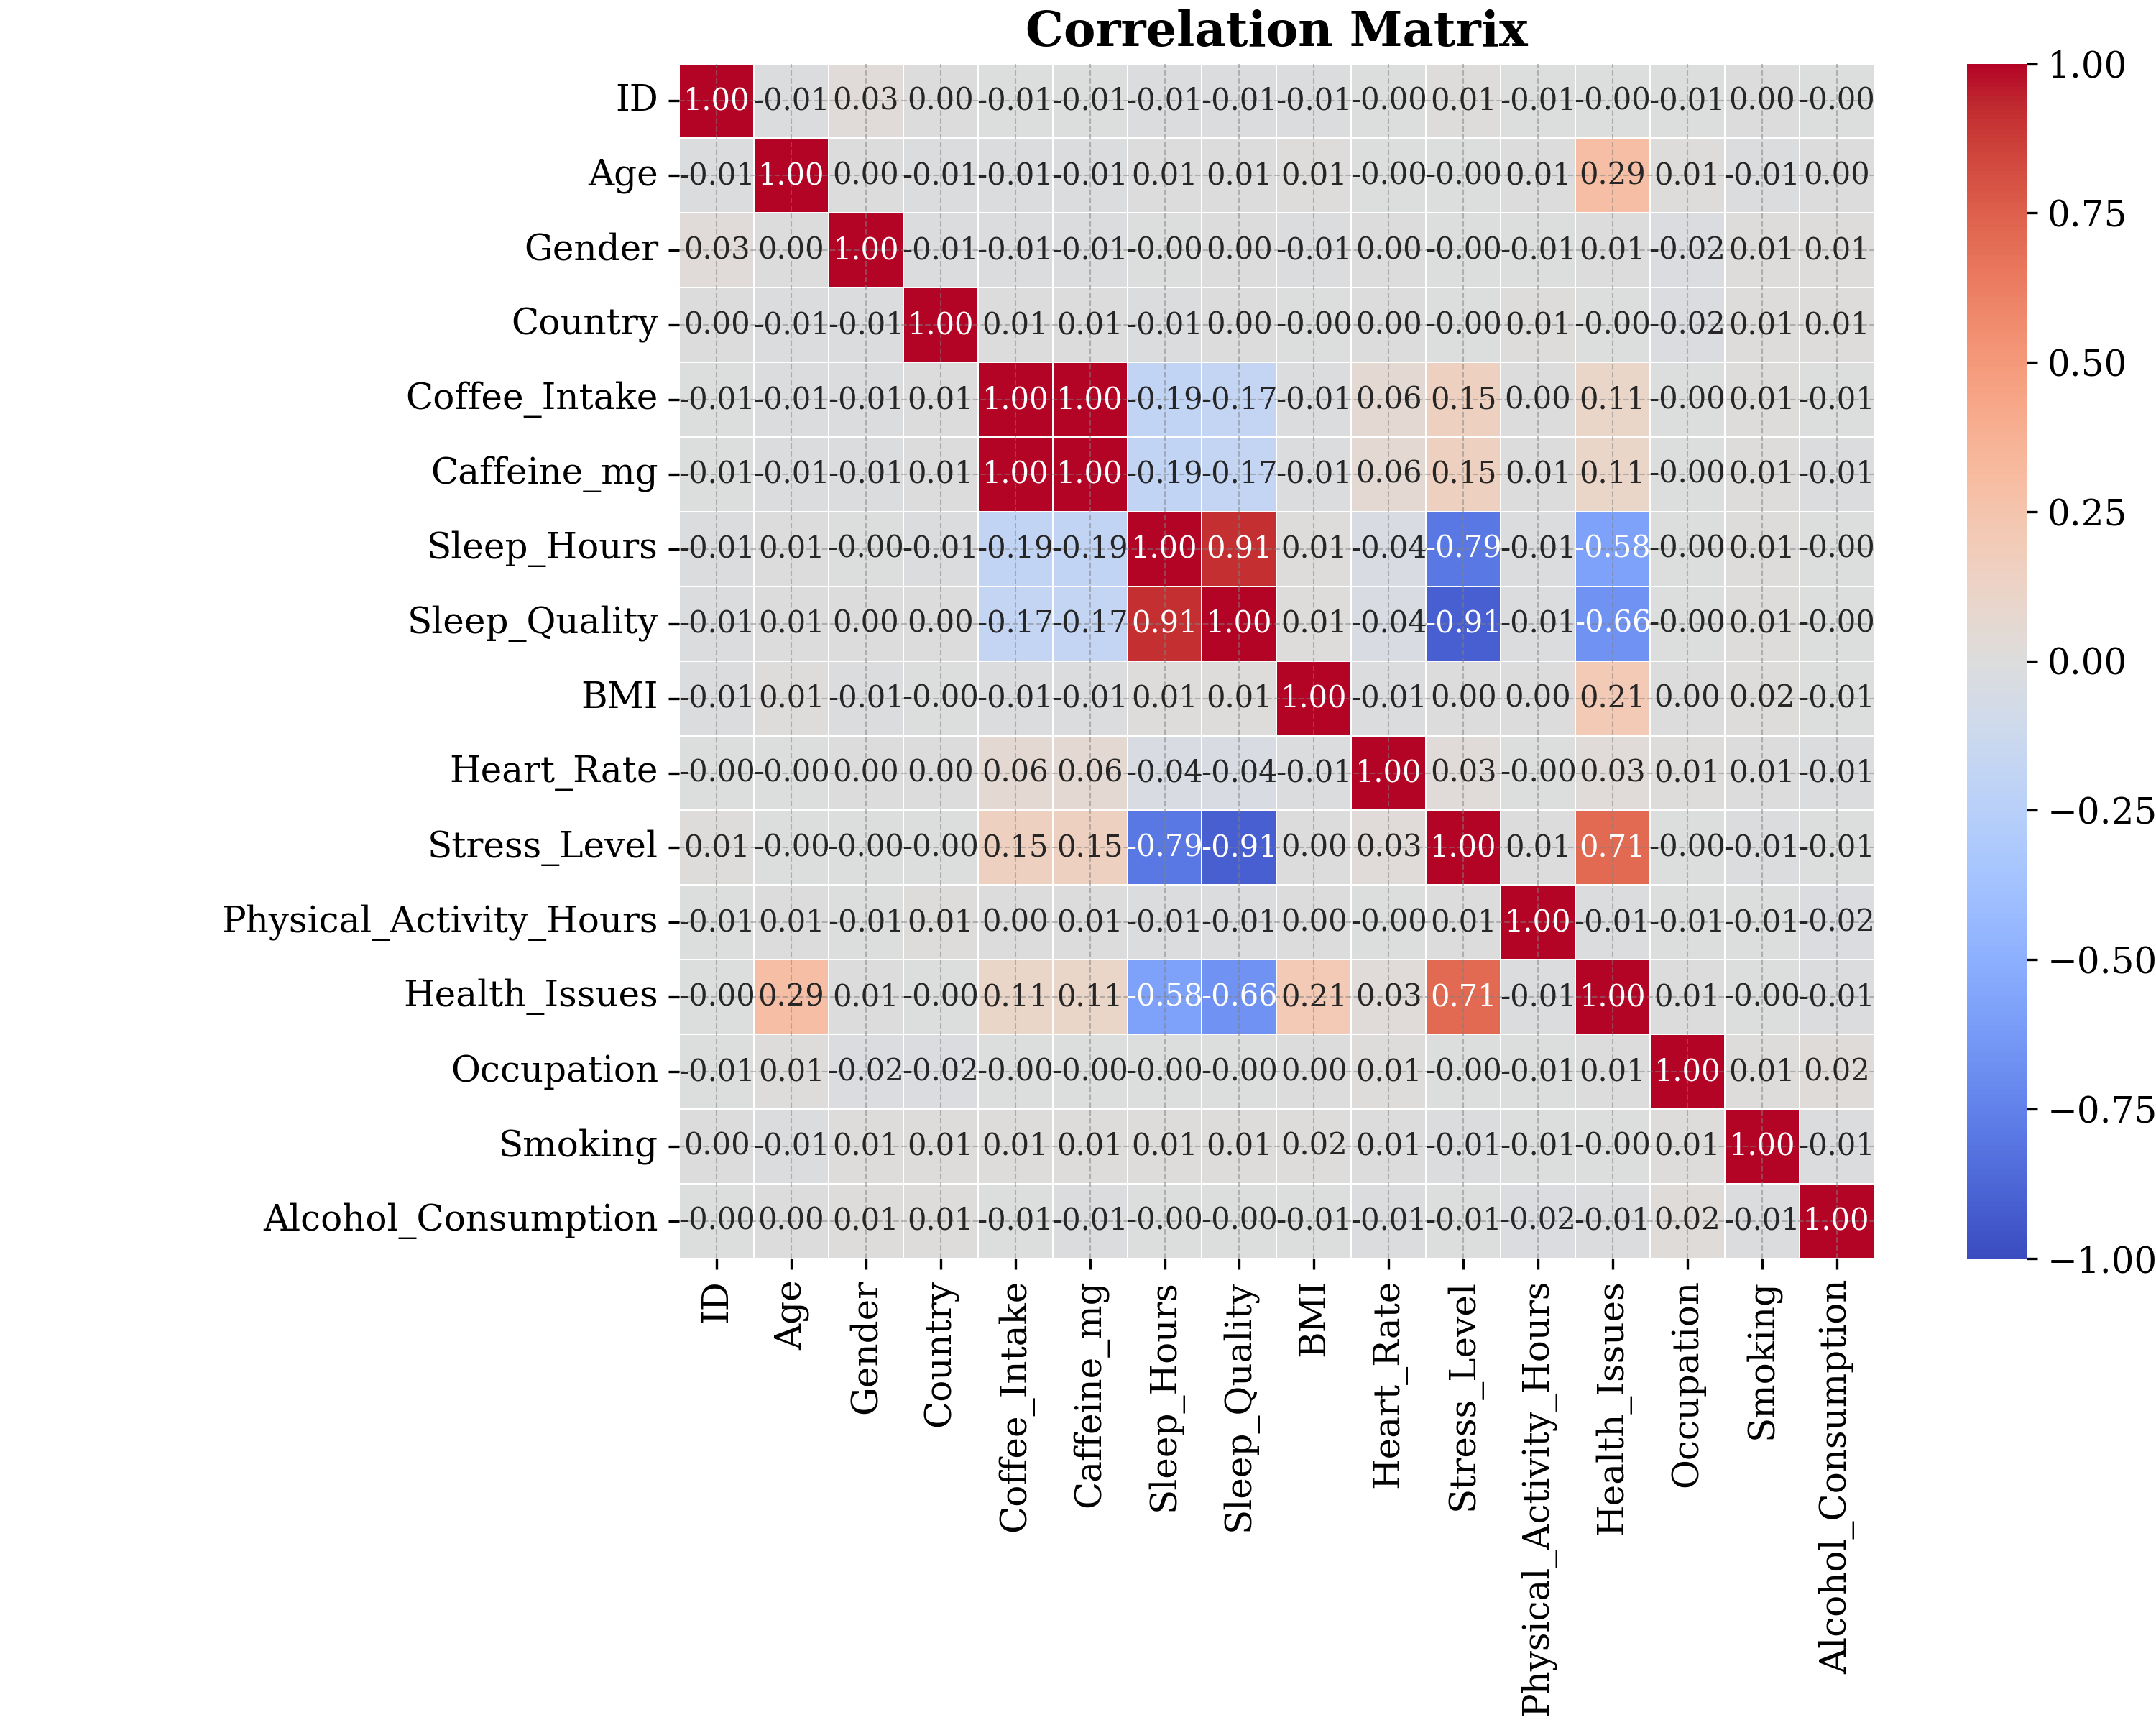 Correlation Matrix
ID 1.00 -0.01 0.03 0.00 -0.01 -0.01 -0.01 -0.01 -0.01 -0.00 0.01 -0.01 -0.00 -0.01 0.00 -0.00
Age -0.01 1.00 0.00 -0.01 -0.01 -0.01 0.01 0.01 0.01 -0.00 -0.00 0.01 0.29 0.01 -0.01 0.00
Gender 0.03 0.00 1.00 -0.01 -0.01 -0.01 -0.00 0.00 -0.01 0.00 -0.00 -0.01 0.01 -0.02 0.01 0.01
Country 0.00 -0.01 -0.01 1.00 0.01 0.01 -0.01 0.00 -0.00 0.00 -0.00 0.01 -0.00 -0.02 0.01 0.01
Coffee_Intake -0.01 -0.01 -0.01 0.01 1.00 1.00 -0.19 -0.17 -0.01 0.06 0.15 0.00 0.11 -0.00 0.01 -0.01
Caffeine_mg -0.01 -0.01 -0.01 0.01 1.00 1.00 -0.19 -0.17 -0.01 0.06 0.15 0.01 0.11 -0.00 0.01 -0.01
Sleep_Hours -0.01 0.01 -0.00 -0.01 -0.19 -0.19 1.00 0.91 0.01 -0.04 -0.79 -0.01 -0.58 -0.00 0.01 -0.00
Sleep_Quality -0.01 0.01 0.00 0.00 -0.17 -0.17 0.91 1.00 0.01 -0.04 -0.91 -0.01 -0.66 -0.00 0.01 -0.00
BMI -0.01 0.01 -0.01 -0.00 -0.01 -0.01 0.01 0.01 1.00 -0.01 0.00 0.00 0.21 0.00 0.02 -0.01
Heart_Rate -0.00 -0.00 0.00 0.00 0.06 0.06 -0.04 -0.04 -0.01 1.00 0.03 -0.00 0.03 0.01 0.01 -0.01
Stress_Level 0.01 -0.00 -0.00 -0.00 0.15 0.15 -0.79 -0.91 0.00 0.03 1.00 0.01 0.71 -0.00 -0.01 -0.01
Physical_Activity_Hours -0.01 0.01 -0.01 0.01 0.00 0.01 -0.01 -0.01 0.00 -0.00 0.01 1.00 -0.01 -0.01 -0.01 -0.02
Health_Issues -0.00 0.29 0.01 -0.00 0.11 0.11 -0.58 -0.66 0.21 0.03 0.71 -0.01 1.00 0.01 -0.00 -0.01
Occupation -0.01 0.01 -0.02 -0.02 -0.00 -0.00 -0.00 -0.00 0.00 0.01 -0.00 -0.01 0.01 1.00 0.01 0.02
Smoking 0.00 -0.01 0.01 0.01 0.01 0.01 0.01 0.01 0.02 0.01 -0.01 -0.01 -0.00 0.01 1.00 -0.01
Alcohol_Consumption -0.00 0.00 0.01 0.01 -0.01 -0.01 -0.00 -0.00 -0.01 -0.01 -0.01 -0.02 -0.01 0.02 -0.01 1.00
ID
Age
Gender
Country
Coffee_Intake
Caffeine_mg
Sleep_Hours
Sleep_Quality
BMI
Heart_Rate
Stress_Level
Physical_Activity_Hours
Health_Issues
Occupation
Smoking
Alcohol_Consumption
1.00
0.75
0.50
0.25
0.00
−0.25
−0.50
−0.75
−1.00